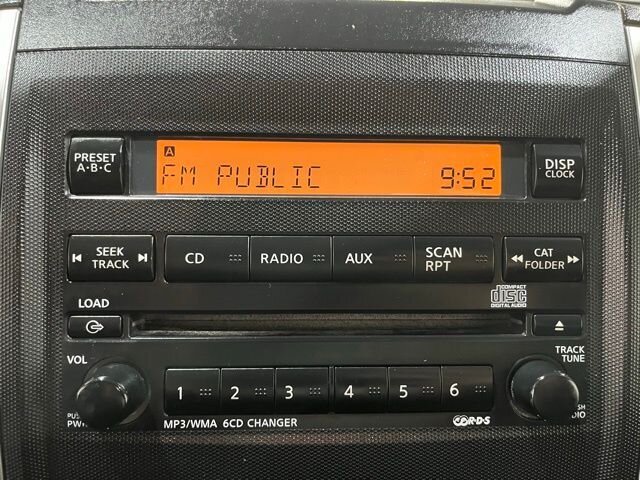 PRESET
A·B·C
A
FM PUBLIC 9:52
DISP
CLOCK
SEEK
TRACK
CD
RADIO
AUX
SCAN
RPT
CAT
FOLDER
COMPACT
disc
DIGITAL AUDIO
LOAD
VOL
TRACK
TUNE
1 2 3 4 5 6
MP3/WMA 6CD CHANGER
R·D·S